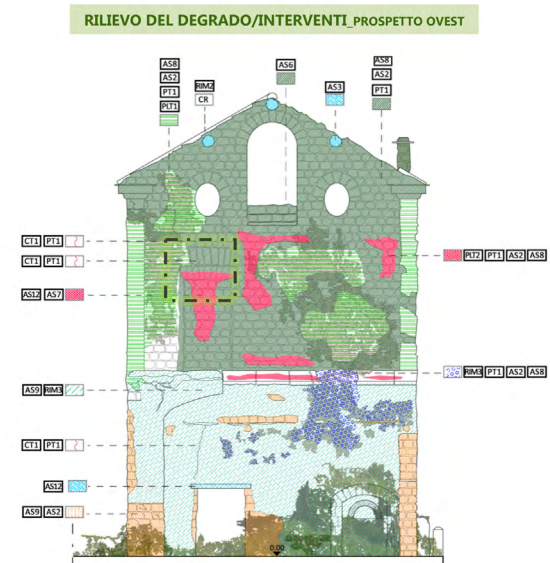 RILIEVO DEL DEGRADO/INTERVENTI_PROSPETTO OVEST
AS8
AS2
PT1
PLT1
RIM2
CR
AS6
AS3
AS8
AS2
PT1
CT1 PT1
CT1 PT1
AS12 AS7
PLT2 PT1 AS2 AS8
RIM3 PT1 AS2 AS8
AS9 RIM3
CT1 PT1
AS12
AS9 AS2
0.00